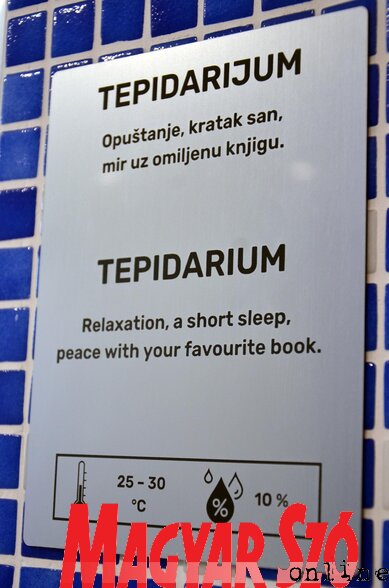 TEPIDARIJUM
Opuštanje, kratak san,
mir uz omiljenu knjigu.
TEPIDARIUM
Relaxation, a short sleep,
peace with your favourite book.
25 – 30
°C
%
10 %
MAGYAR SZÓ
online